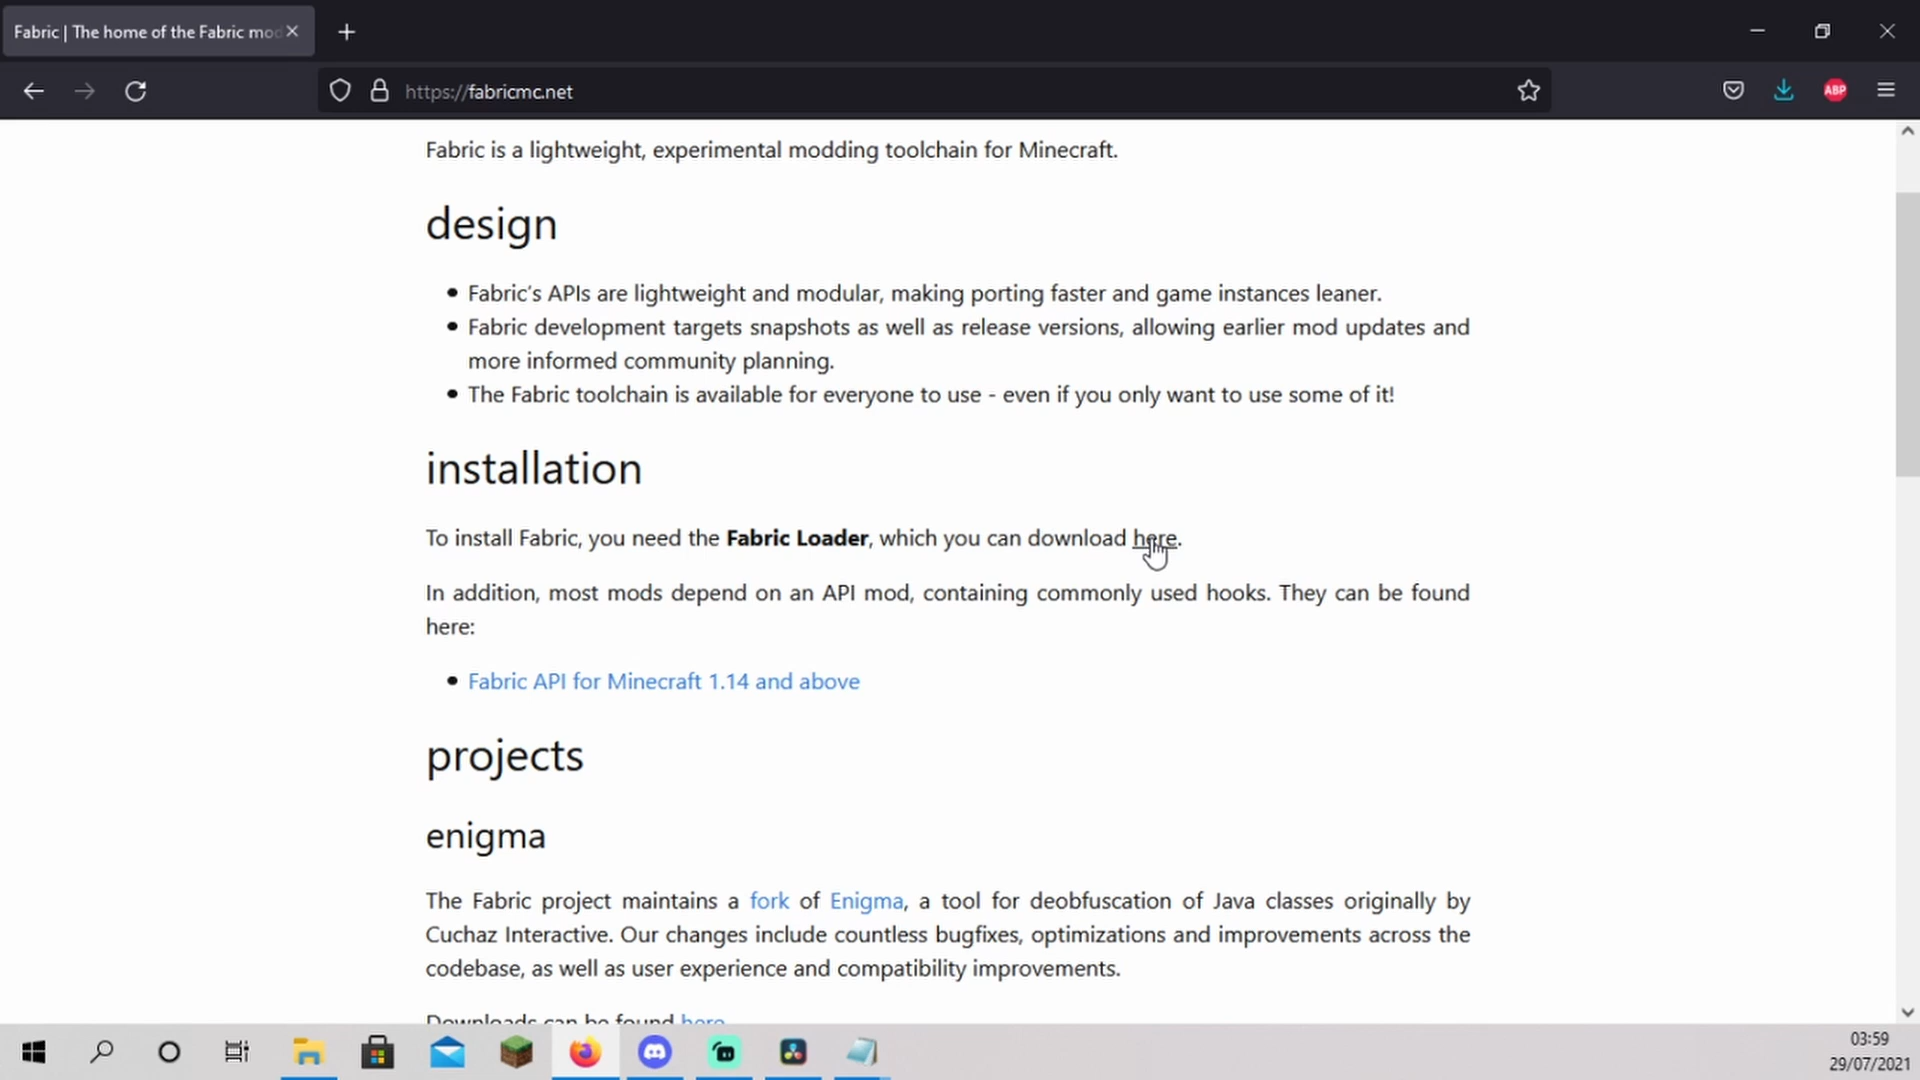 Fabric | The home of the Fabric mod
https://fabricmc.net
ABP
Fabric is a lightweight, experimental modding toolchain for Minecraft.
design
Fabric's APIs are lightweight and modular, making porting faster and game instances leaner.
Fabric development targets snapshots as well as release versions, allowing earlier mod updates and
more informed community planning.
The Fabric toolchain is available for everyone to use - even if you only want to use some of it!
installation
To install Fabric, you need the Fabric Loader, which you can download here.
In addition, most mods depend on an API mod, containing commonly used hooks. They can be found
here:
Fabric API for Minecraft 1.14 and above
projects
enigma
The Fabric project maintains a fork of Enigma, a tool for deobfuscation of Java classes originally by
Cuchaz Interactive. Our changes include countless bugfixes, optimizations and improvements across the
codebase, as well as user experience and compatibility improvements.
Downloads can be found here
03:59
29/07/2021